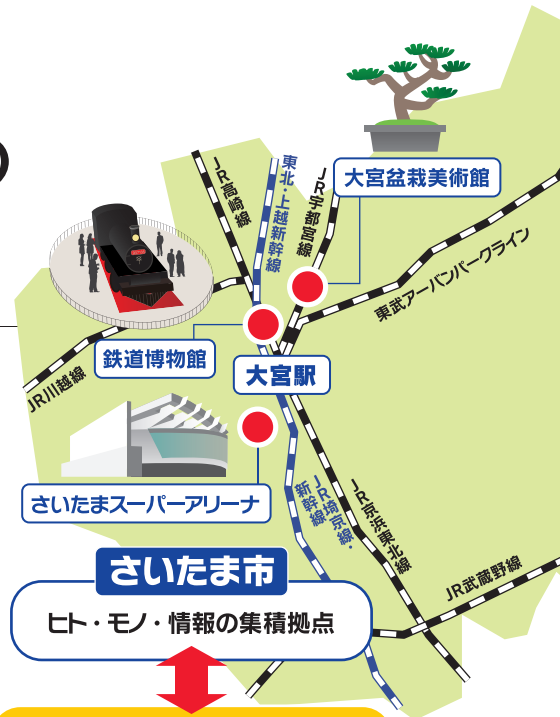 大宮盆栽美術館
JR高崎線
東北・上越新幹線
JR宇都宮線
東武アーバンパークライン
鉄道博物館
大宮駅
JR川越線
さいたまスーパーアリーナ
JR埼京線・
新幹線
JR京浜東北線
JR武蔵野線
さいたま市
ヒト・モノ・情報の集積拠点